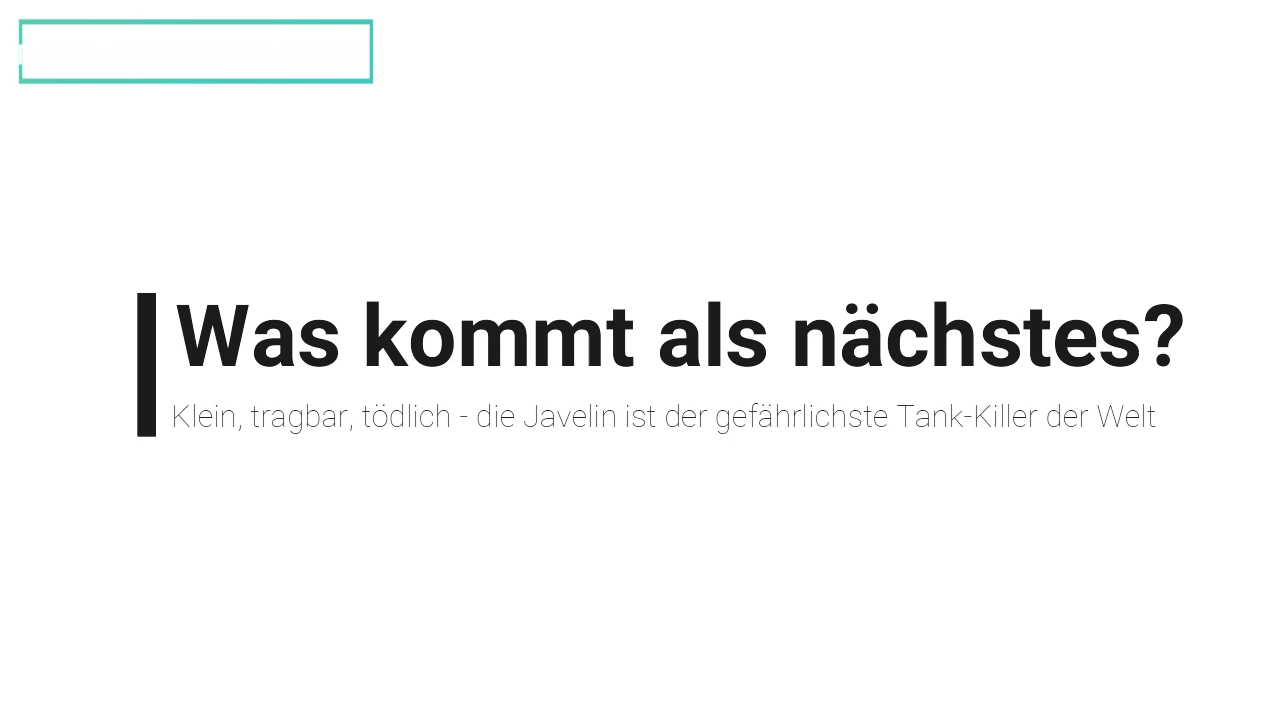 Was kommt als nächstes?
Klein, tragbar, tödlich - die Javelin ist der gefährlichste Tank-Killer der Welt